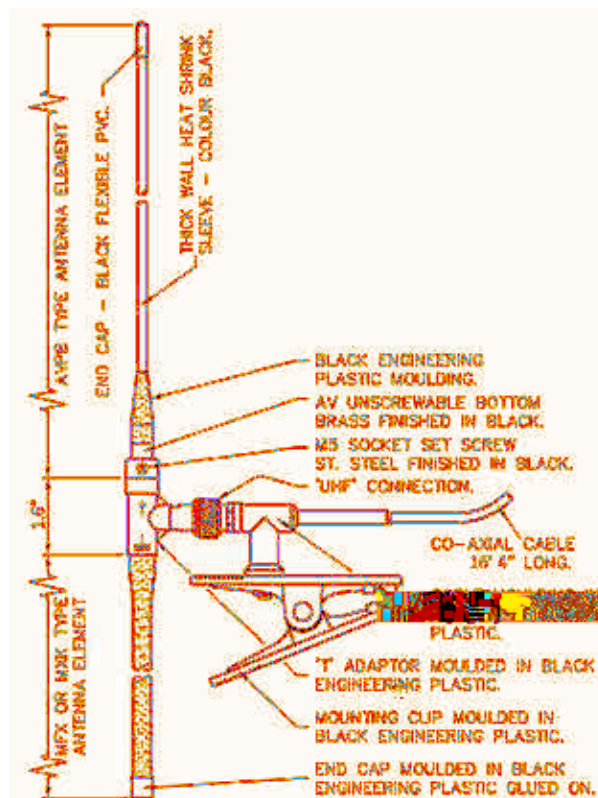 END CAP – BLACK FLEXIBLE PVC.
THICK WALL HEAT SHRINK
SLEEVE – COLOUR BLACK.
TYPE ANTENNA ELEMENT
BLACK ENGINEERING
PLASTIC MOULDING.
AV UNSCREWABLE BOTTOM
BRASS FINISHED IN BLACK.
M5 SOCKET SET SCREW
ST. STEEL FINISHED IN BLACK.
"UHF" CONNECTION.
1.6"
CO-AXIAL CABLE
16' 4" LONG.
PLASTIC.
'T' ADAPTOR MOULDED IN BLACK
ENGINEERING PLASTIC.
MFX OR MXK TYPE
ANTENNA ELEMENT
MOUNTING CLIP MOULDED IN
BLACK ENGINEERING PLASTIC.
END CAP MOULDED IN BLACK
ENGINEERING PLASTIC GLUED ON.